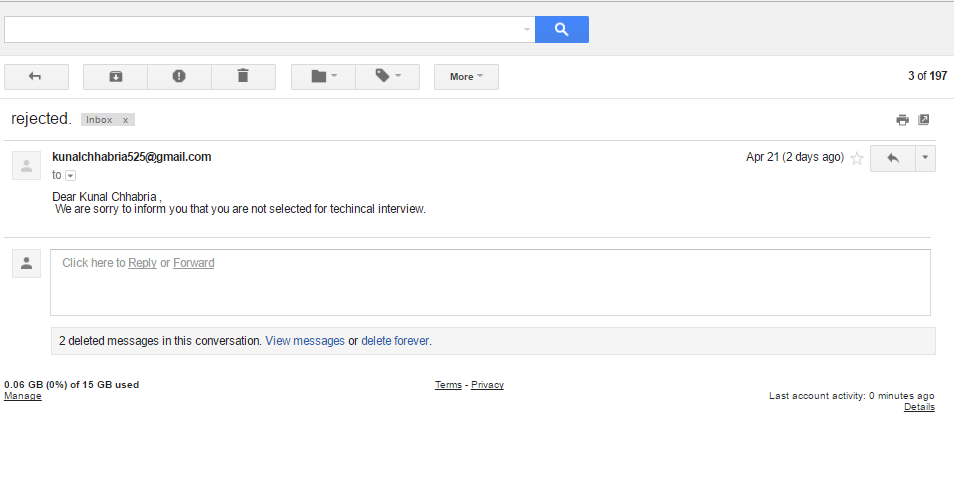 More
3 of 197
rejected. Inbox x
kunalchhabria525@gmail.com Apr 21 (2 days ago)
to
Dear Kunal Chhabria ,
We are sorry to inform you that you are not selected for techincal interview.
Click here to Reply or Forward
2 deleted messages in this conversation. View messages or delete forever.
0.06 GB (0%) of 15 GB used
Manage
Terms - Privacy
Last account activity: 0 minutes ago
Details